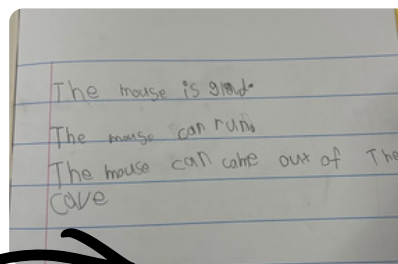 The mouse is glad.
The mouse can run.
The mouse can come out of The
Cave